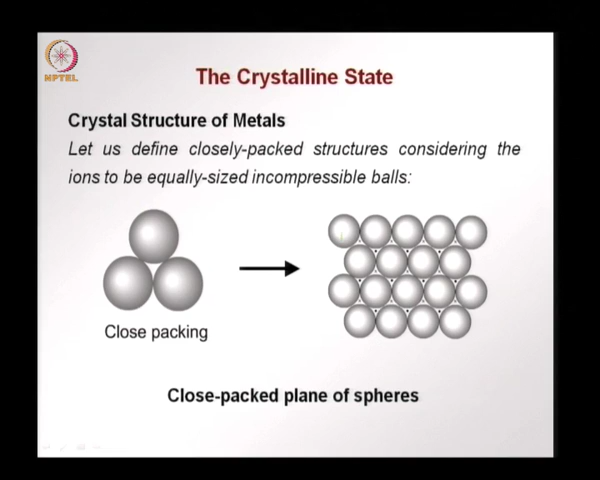 NPTEL
The Crystalline State
Crystal Structure of Metals
Let us define closely-packed structures considering the
ions to be equally-sized incompressible balls:
Close packing
Close-packed plane of spheres